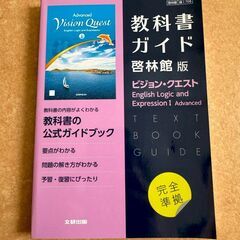 Advanced
Vision Quest
English Logic and Expression
教科書の内容がよくわかる
教科書の
公式ガイドブック
要点がわかる
問題の解き方がわかる
予習・復習にぴったり
文研出版
教科書
ガイド
啓林館 版
ビジョン・クエスト
English Logic and
Expression I Advanced
TEXT
BOOK
GUIDE
完全
準拠